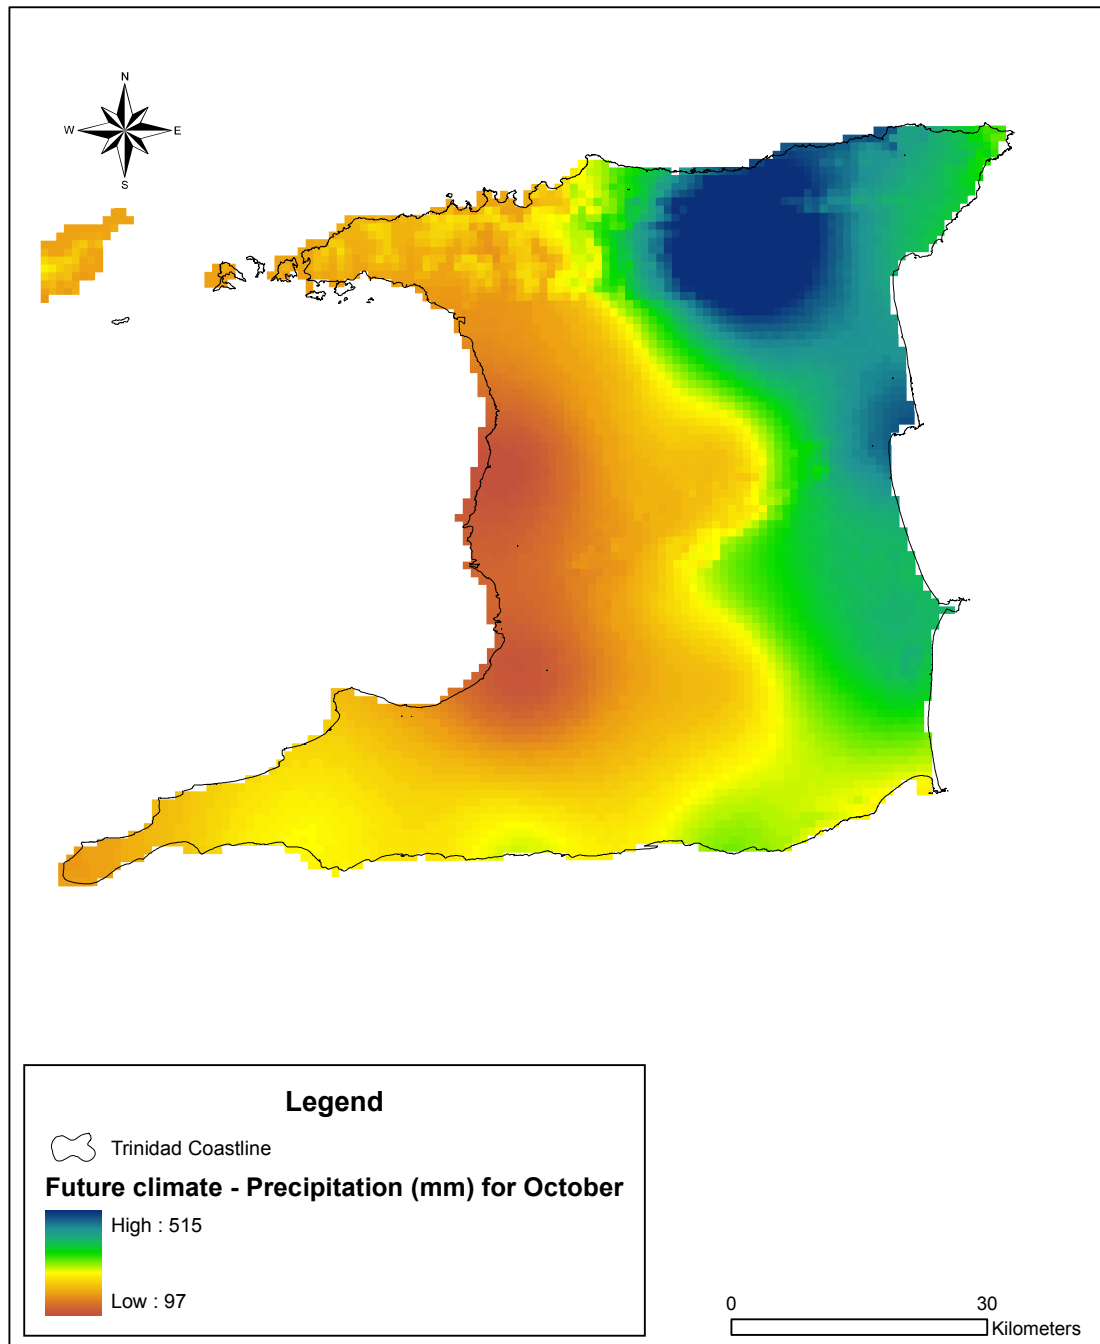 N
W E
S
Legend
Trinidad Coastline
Future climate - Precipitation (mm) for October
High : 515
Low : 97
0 30
Kilometers